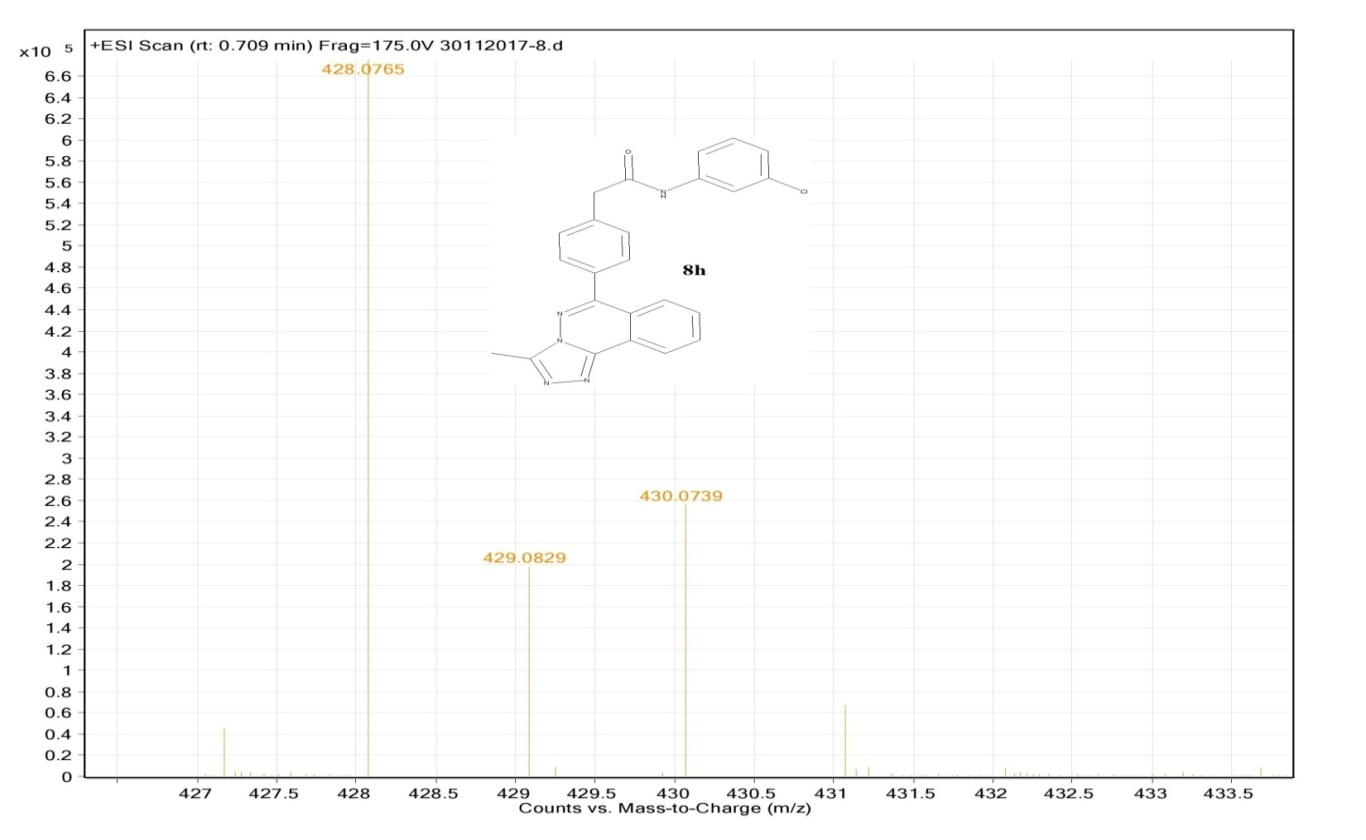 x10 5
+ESI Scan (rt: 0.709 min) Frag=175.0V 30112017-8.d
428.0765
6.6
6.4
6.2
6
5.8
5.6
5.4
5.2
5
4.8
4.6
4.4
4.2
4
3.8
3.6
3.4
3.2
3
2.8
2.6
2.4
2.2
2
1.8
1.6
1.4
1.2
1
0.8
0.6
0.4
0.2
0
O
N
H
Cl
8h
N
N
N
N
430.0739
429.0829
427 427.5 428 428.5 429 429.5 430 430.5 431 431.5 432 432.5 433 433.5
Counts vs. Mass-to-Charge (m/z)